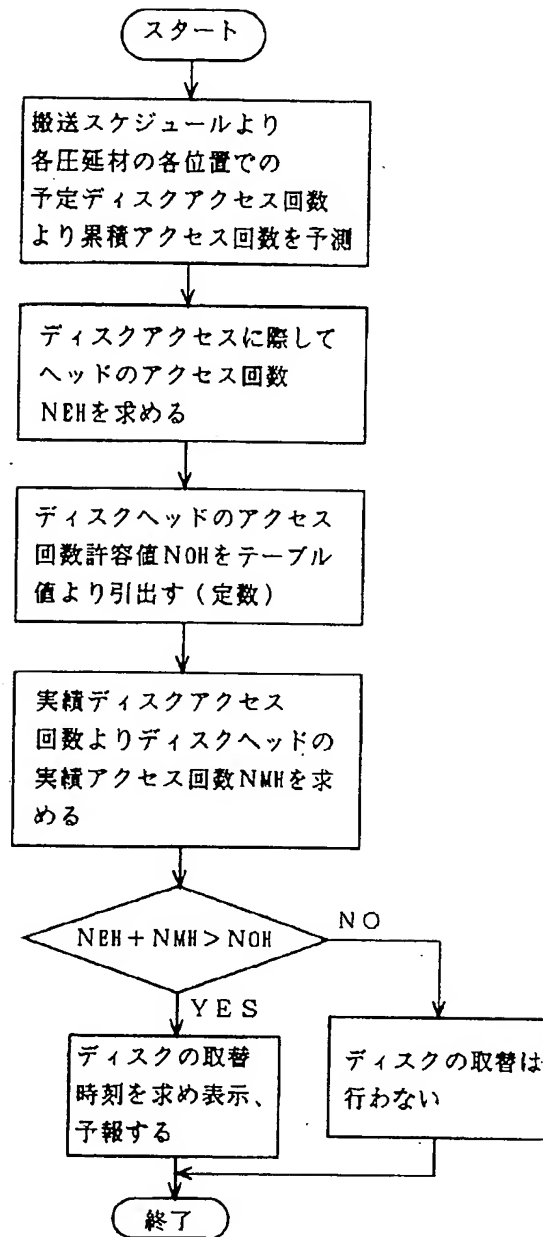 スタート
搬送スケジュールより
各圧延材の各位置での
予定ディスクアクセス回数
より累積アクセス回数を予測
ディスクアクセスに際して
ヘッドのアクセス回数
NEHを求める
ディスクヘッドのアクセス
回数許容値NOHをテーブル
値より引出す（定数）
実績ディスクアクセス
回数よりディスクヘッドの
実績アクセス回数NMHを求
める
NEH+NMH>NOH
NO
YES
ディスクの取替
時刻を求め表示、
予報する
ディスクの取替は
行わない
終了